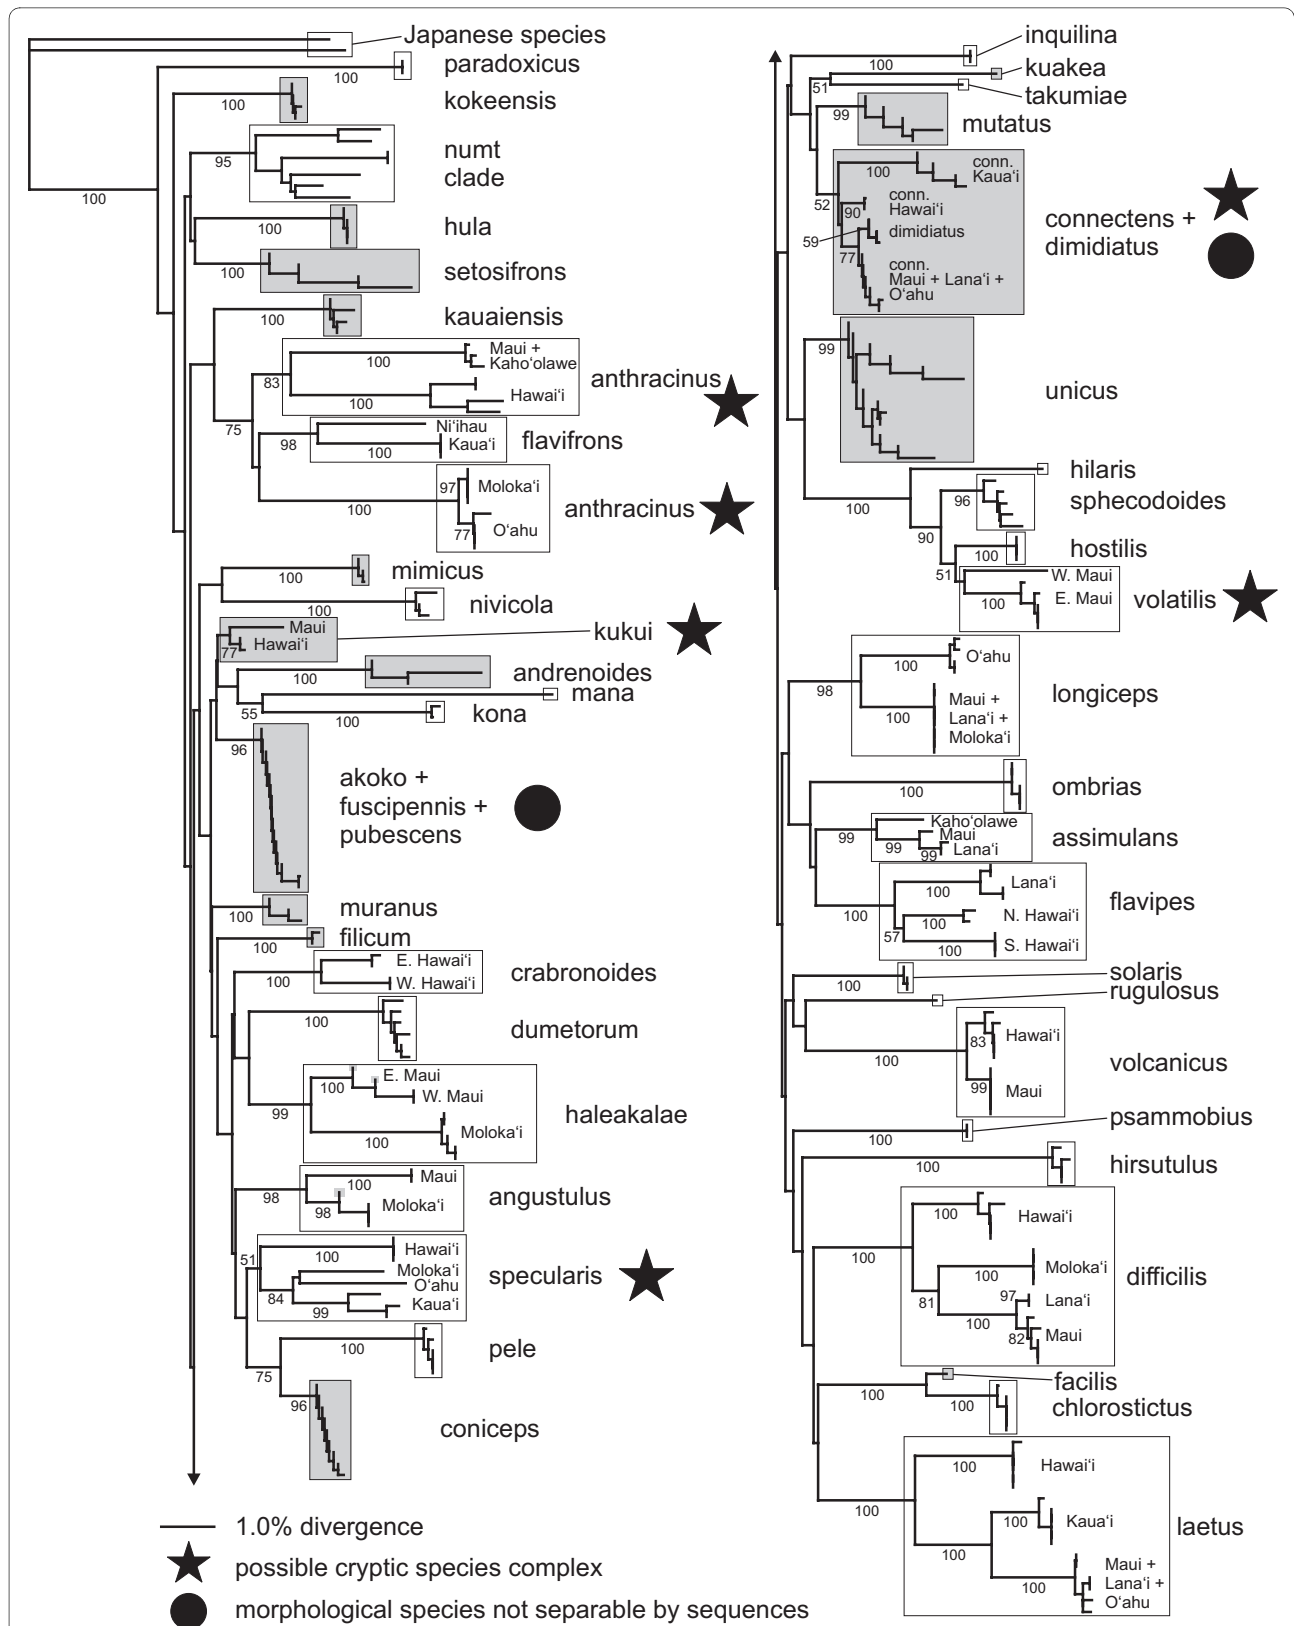 Japanese species
paradoxicus
100
kokeensis
100
numt
clade
95
100
hula
100
setosifrons
100
kauaiensis
100
Maui +
Kaho‘olawe
100
83
anthracinus
Hawai‘i
100
75
Ni‘ihau
98
flavifrons
Kaua‘i
100
97
Moloka‘i
100
anthracinus
77
O‘ahu
100
mimicus
100
nivicola
Maui
kukui
77
Hawai‘i
100
andrenoides
mana
55
100
kona
96
akoko +
fuscipennis +
pubescens
100
muranus
100
filicum
E. Hawai‘i
100
crabronoides
W. Hawai‘i
100
dumetorum
E. Maui
100
W. Maui
99
haleakalae
100
Moloka‘i
Maui
100
98
angustulus
98
Moloka‘i
51
Hawai‘i
100
Moloka‘i
specularis
O‘ahu
84
99
Kaua‘i
100
pele
75
96
coniceps
1.0% divergence
possible cryptic species complex
morphological species not separable by sequences
inquilina
100
kuakea
51
takumiae
99
mutatus
conn.
Kaua‘i
100
52
conn.
Hawai‘i
90
connectens +
dimidiatus
59
dimidiatus
77
conn.
Maui + Lana‘i +
O‘ahu
99
unicus
hilaris
100
96
sphecodoides
90
100
hostilis
51
W. Maui
100
E. Maui
volatilis
O‘ahu
100
98
longiceps
100
Maui +
Lana‘i +
Moloka‘i
100
ombrias
Kaho‘olawe
99
Maui
assimulans
99
99
Lana‘i
100
Lana‘i
flavipes
100
100
N. Hawai‘i
57
100
S. Hawai‘i
solaris
100
rugulosus
100
83
Hawai‘i
volcanicus
99
Maui
psammobius
100
100
hirsutulus
100
Hawai‘i
100
100
Moloka‘i
difficilis
81
97
Lana‘i
100
82
Maui
facilis
100
100
chlorostictus
100
Hawai‘i
100
100
Kaua‘i
laetus
100
100
Maui +
Lana‘i +
O‘ahu